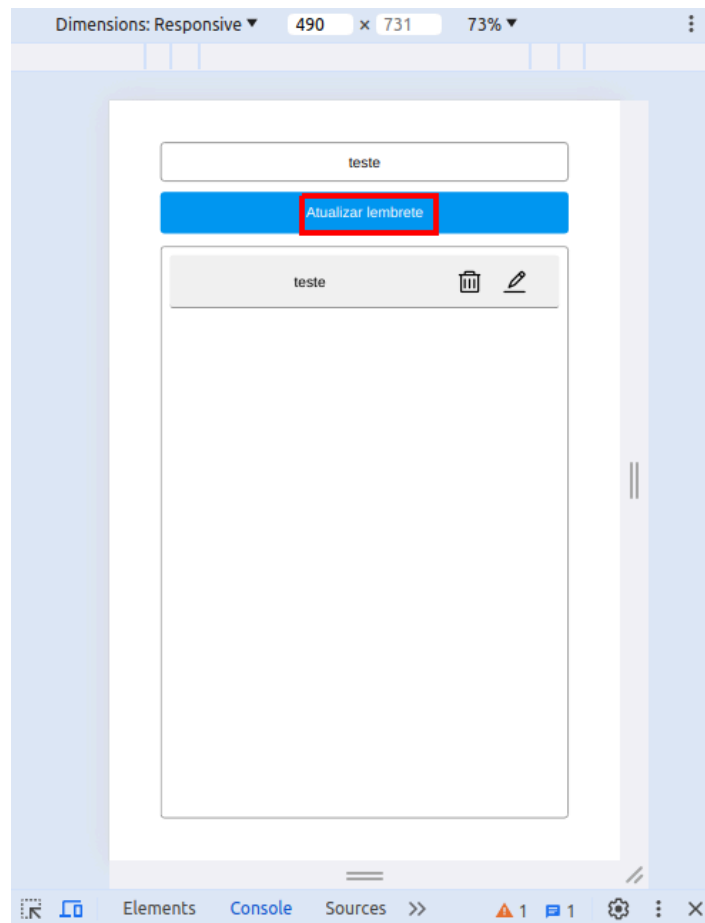 Dimensions: Responsive ▼ 490 × 731 73% ▼
teste
Atualizar lembrete
teste
Elements Console Sources >> 1 1